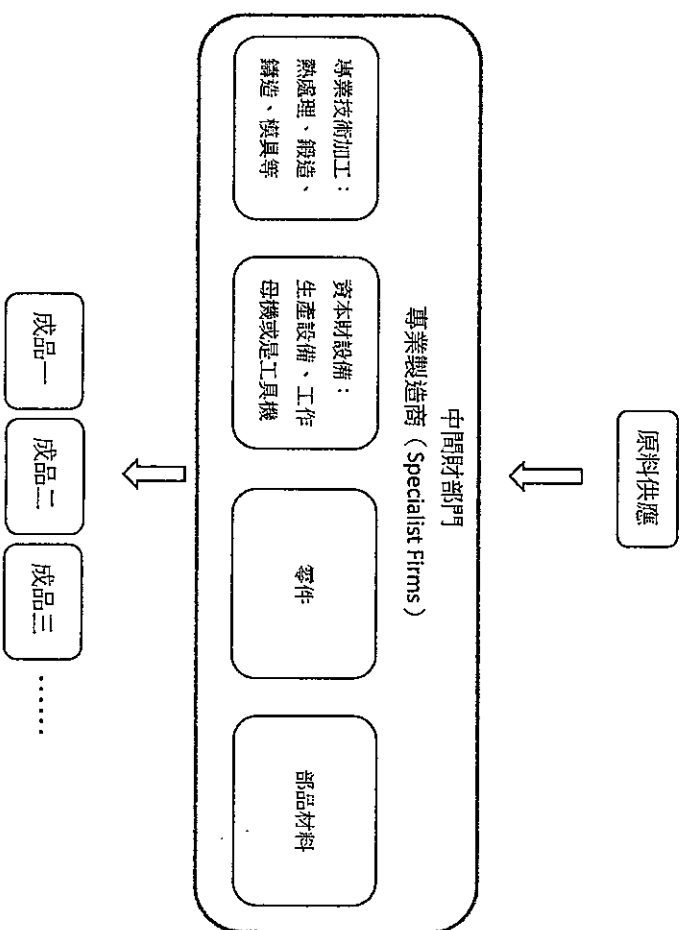 原料供應
中間財部門
專業製造商（Specialist Firms）
專業技術加工：
熱處理、鍛造、
鑄造、模具等
資本財設備：
生產設備、工作
母機或是工具機
零件
部品材料
成品一
成品二
成品三
……